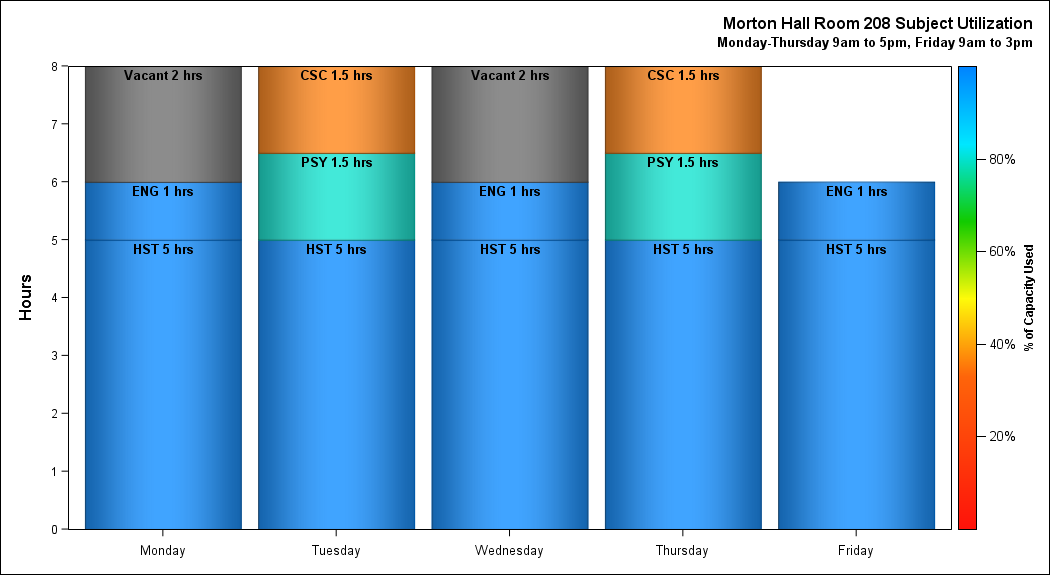 Morton Hall Room 208 Subject Utilization
Monday-Thursday 9am to 5pm, Friday 9am to 3pm
8
7
6
5
4
3
2
1
0
Hours
Vacant 2 hrs
ENG 1 hrs
HST 5 hrs
CSC 1.5 hrs
PSY 1.5 hrs
HST 5 hrs
Vacant 2 hrs
ENG 1 hrs
HST 5 hrs
CSC 1.5 hrs
PSY 1.5 hrs
HST 5 hrs
ENG 1 hrs
HST 5 hrs
Monday
Tuesday
Wednesday
Thursday
Friday
80%
60%
40%
20%
% of Capacity Used